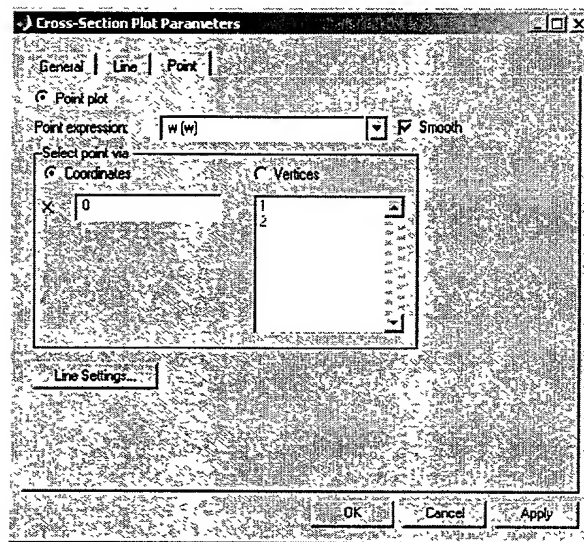 Cross-Section Plot Parameters
General Line Point
Point plot
Point expression: w (w) Smooth
Select point via
Coordinates Vertices
X 0 1
2
Line Settings...
OK Cancel Apply